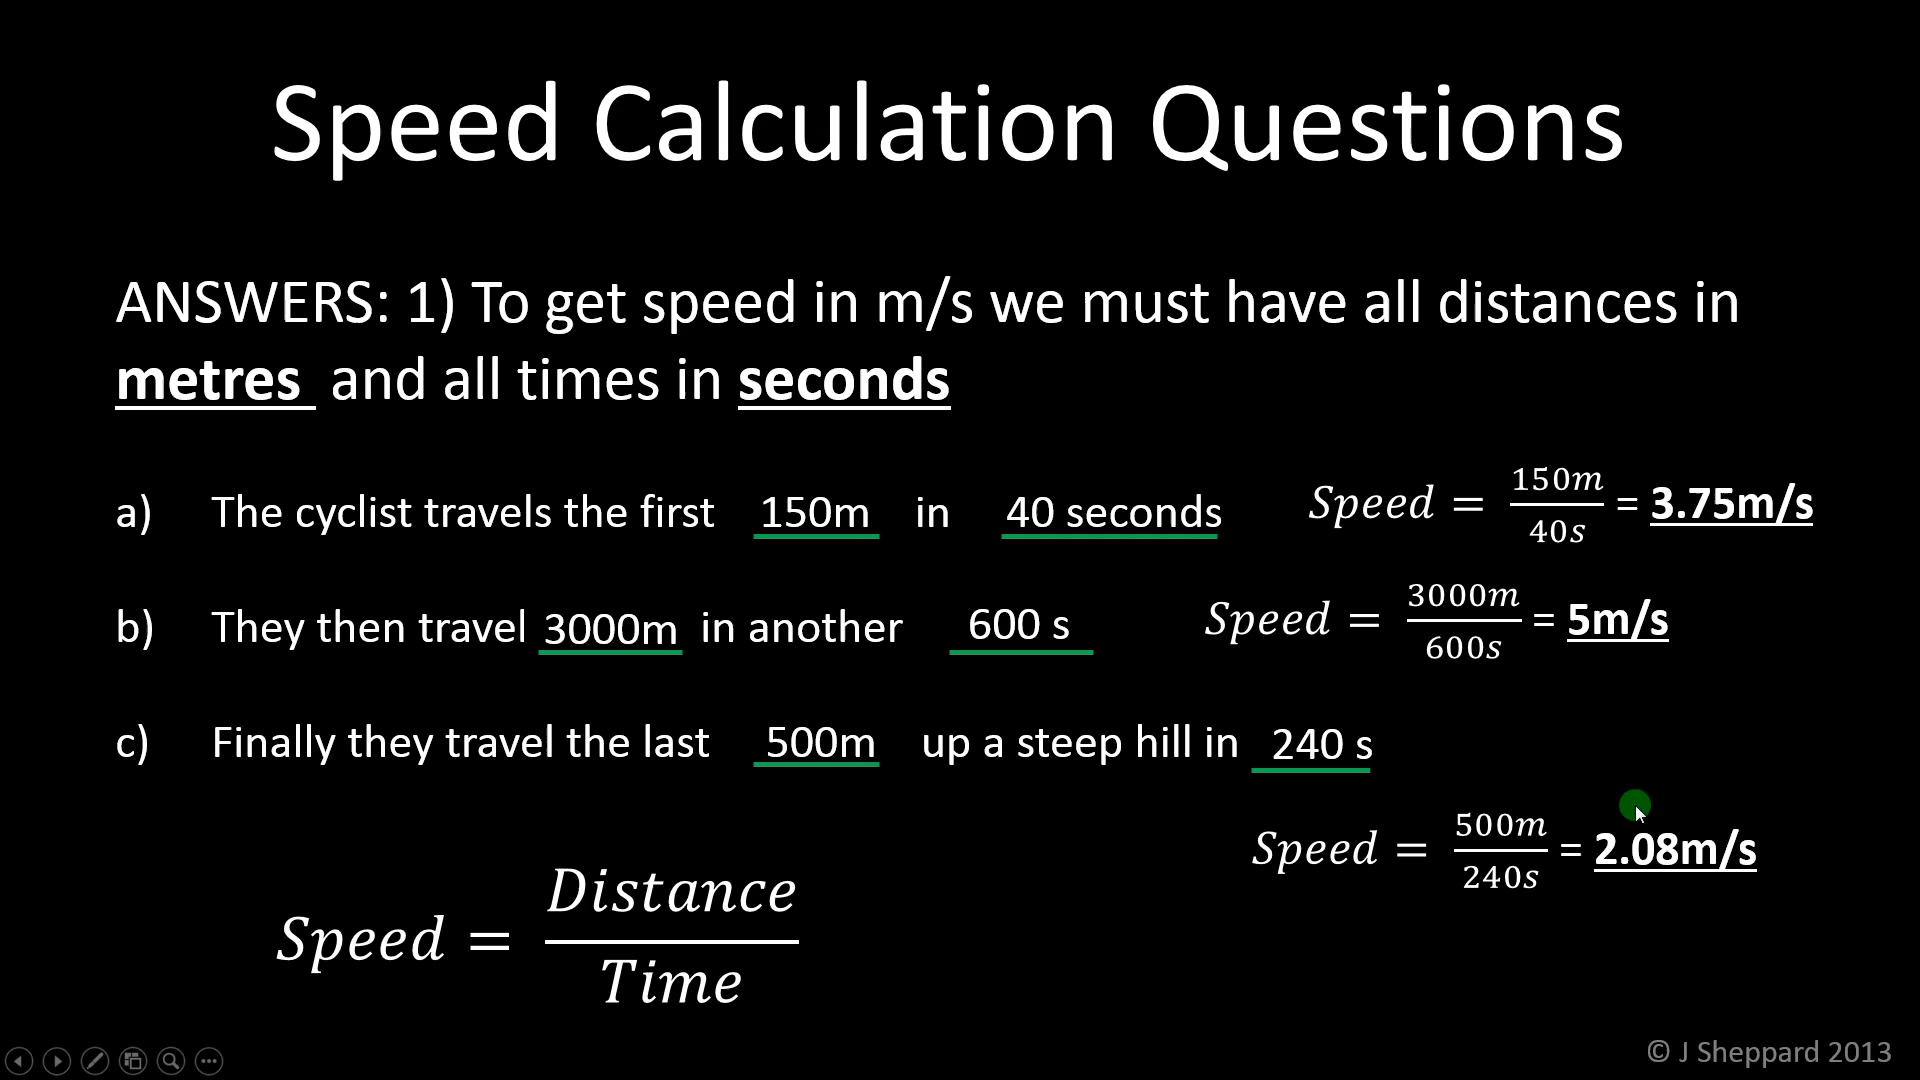 Speed Calculation Questions
ANSWERS: 1) To get speed in m/s we must have all distances in
metres and all times in seconds
a) The cyclist travels the first 150m in 40 seconds Speed = 150m/40s = 3.75m/s
b) They then travel 3000m in another 600 s Speed = 3000m/600s = 5m/s
c) Finally they travel the last 500m up a steep hill in 240 s
Speed = 500m/240s = 2.08m/s
Speed = Distance/Time
© J Sheppard 2013